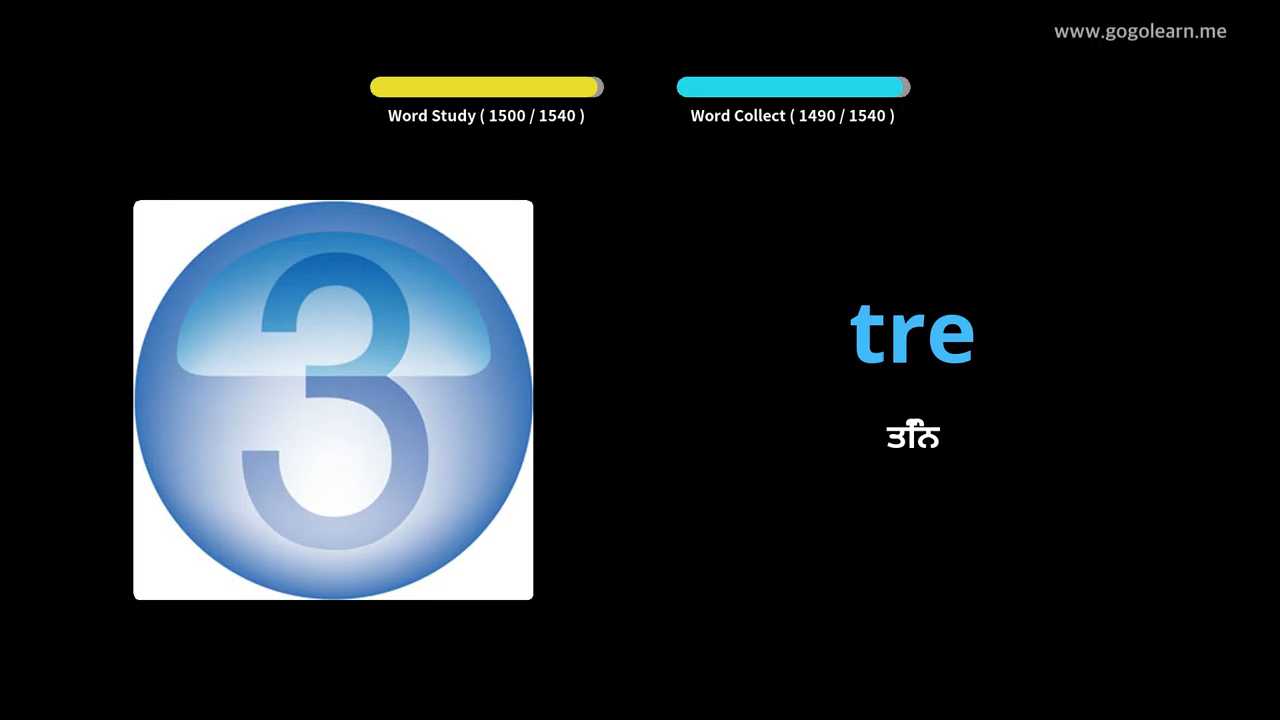 www.gogolearn.me
Word Study ( 1500 / 1540 )
Word Collect ( 1490 / 1540 )
3
tre
ਤਿੰਨ